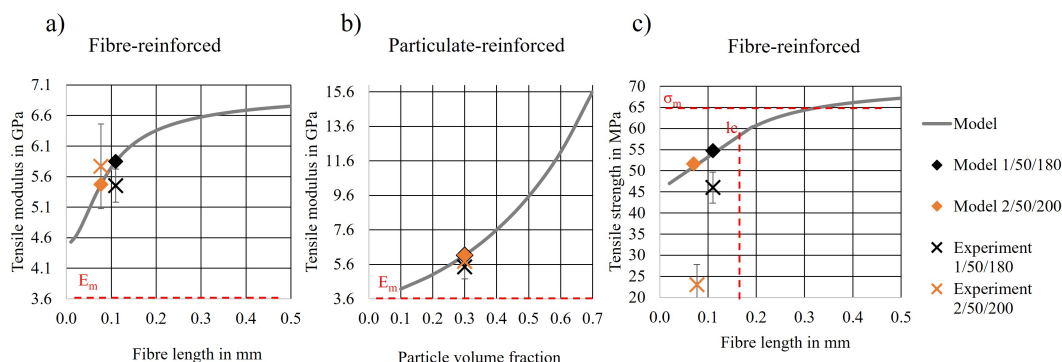 a)
Fibre-reinforced
Tensile modulus in GPa
7.1
6.6
6.1
5.6
5.1
4.6
4.1
3.6
E_m
0.0 0.1 0.2 0.3 0.4 0.5
Fibre length in mm
b)
Particulate-reinforced
Tensile modulus in GPa
15.6
13.6
11.6
9.6
7.6
5.6
3.6
E_m
0.0 0.1 0.2 0.3 0.4 0.5 0.6 0.7
Particle volume fraction
c)
Fibre-reinforced
Tensile strength in MPa
70
65
60
55
50
45
40
35
30
25
20
σ_m
lc
0.0 0.1 0.2 0.3 0.4 0.5
Fibre length in mm
Model
Model 1/50/180
Model 2/50/200
Experiment
1/50/180
Experiment
2/50/200